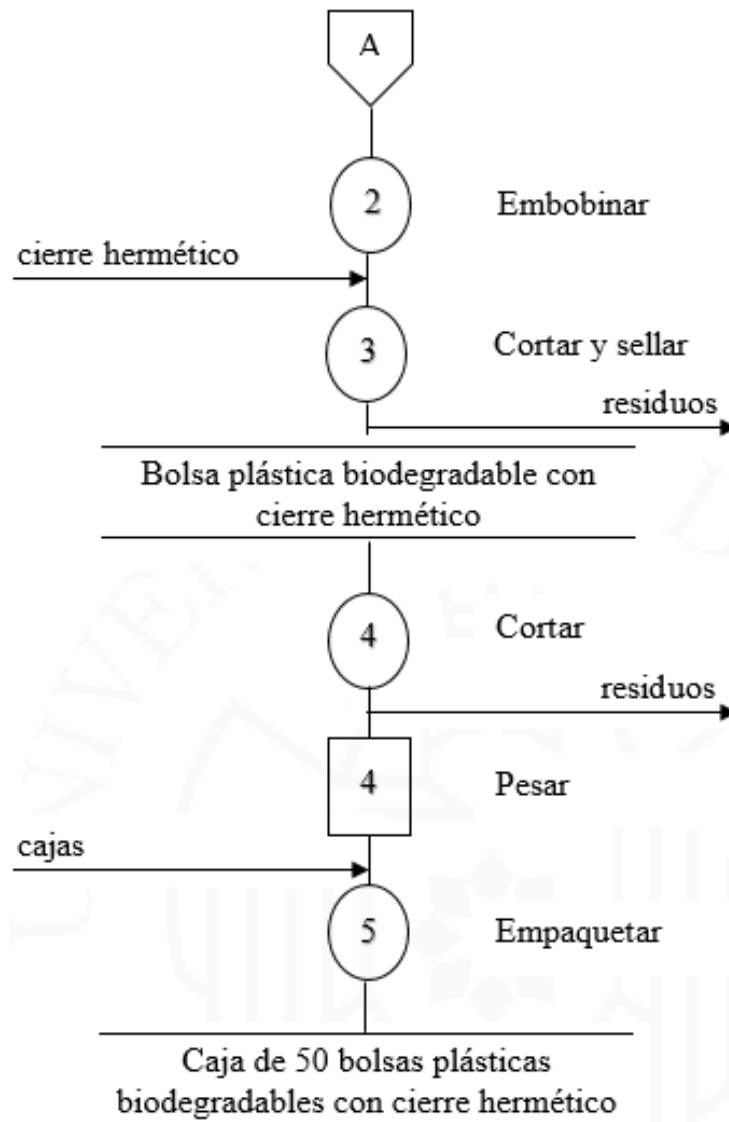 A
2 Embobinar
cierre hermético
3 Cortar y sellar
residuos
Bolsa plástica biodegradable con
cierre hermético
4 Cortar
residuos
4 Pesar
cajas
5 Empaquetar
Caja de 50 bolsas plásticas
biodegradables con cierre hermético